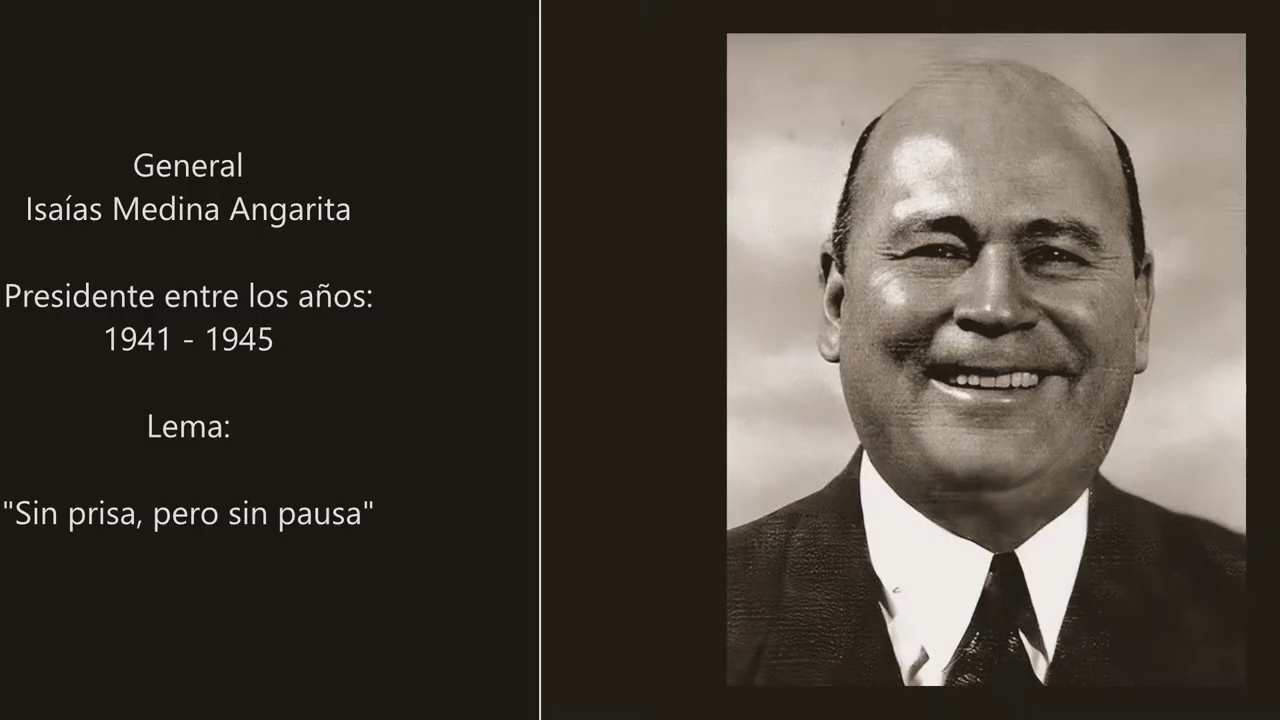 General
Isaías Medina Angarita
Presidente entre los años:
1941 - 1945
Lema:
"Sin prisa, pero sin pausa"